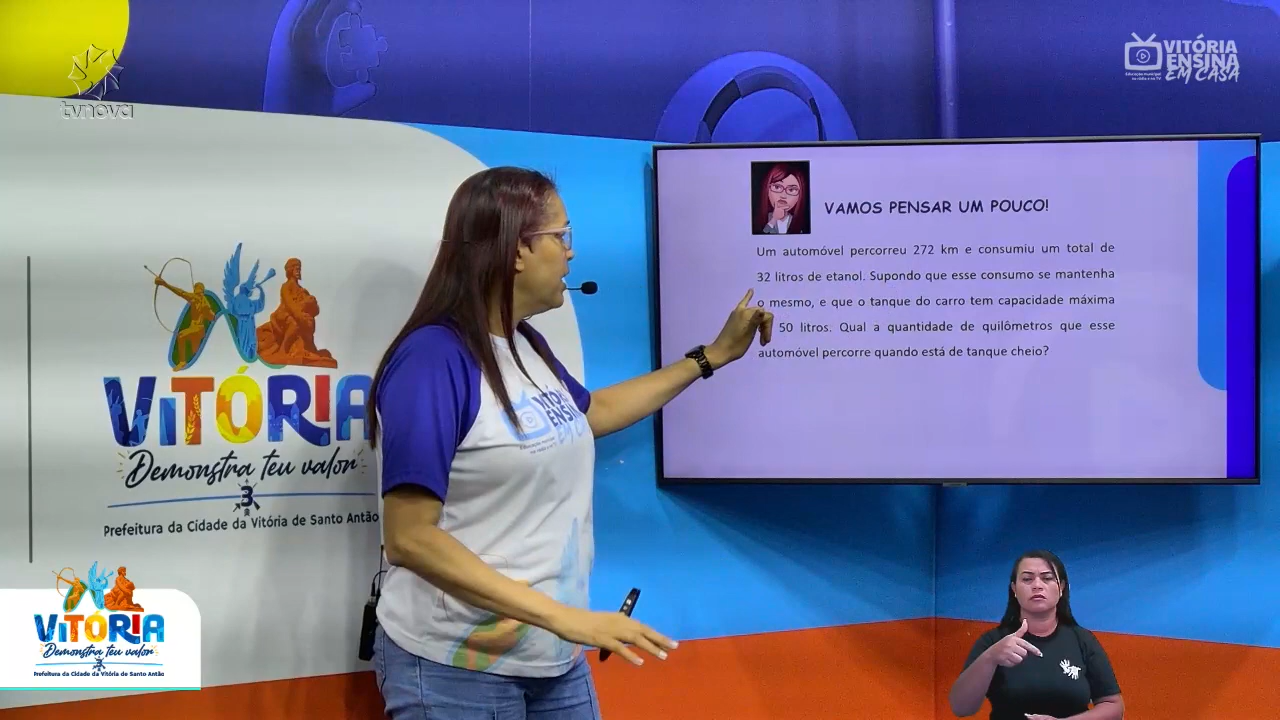 tvnova
VITÓRIA
ENSINA
EM CASA
VAMOS PENSAR UM POUCO!
Um automóvel percorreu 272 km e consumiu um total de
32 litros de etanol. Supondo que esse consumo se mantenha
o mesmo, e que o tanque do carro tem capacidade máxima
50 litros. Qual a quantidade de quilômetros que esse
automóvel percorre quando está de tanque cheio?
VITÓRIA
Demonstra teu valor
3
Prefeitura da Cidade da Vitória de Santo Antão
VITÓRIA
Demonstra teu valor
3
Prefeitura da Cidade da Vitória de Santo Antão